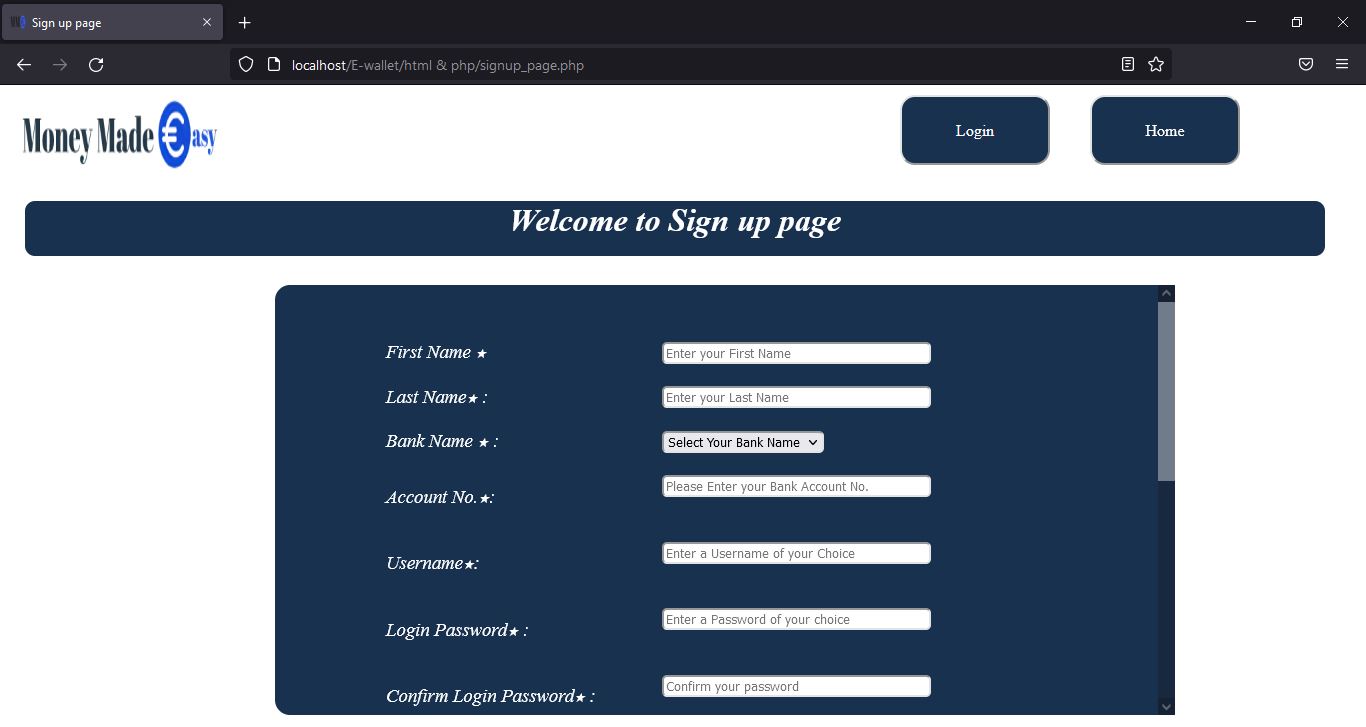 Sign up page
localhost/E-wallet/html & php/signup_page.php
Money Made €asy
Login
Home
Welcome to Sign up page
First Name ★
Enter your First Name
Last Name★ :
Enter your Last Name
Bank Name ★ :
Select Your Bank Name
Account No.★:
Please Enter your Bank Account No.
Username★:
Enter a Username of your Choice
Login Password★ :
Enter a Password of your choice
Confirm Login Password★ :
Confirm your password